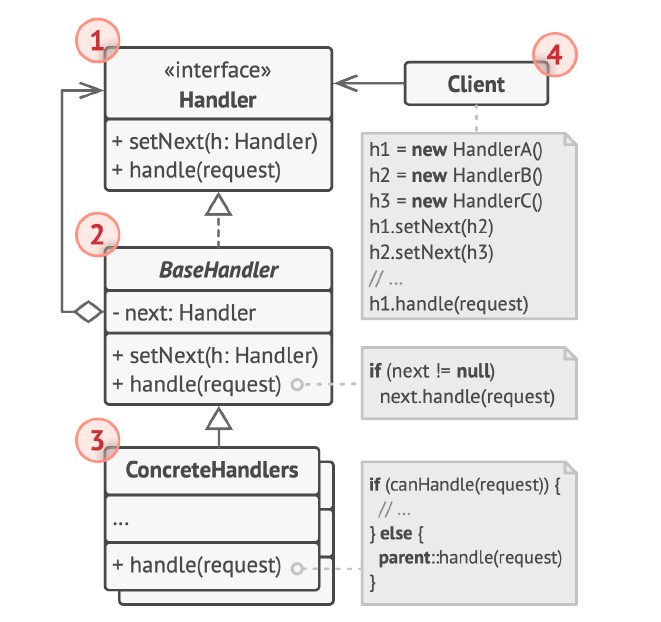 1
«interface»
Handler
+ setNext(h: Handler)
+ handle(request)
4
Client
h1 = new HandlerA()
h2 = new HandlerB()
h3 = new HandlerC()
h1.setNext(h2)
h2.setNext(h3)
// ...
h1.handle(request)
2
BaseHandler
- next: Handler
+ setNext(h: Handler)
+ handle(request)
if (next != null)
next.handle(request)
3
ConcreteHandlers
...
+ handle(request)
if (canHandle(request)) {
// ...
} else {
parent::handle(request)
}